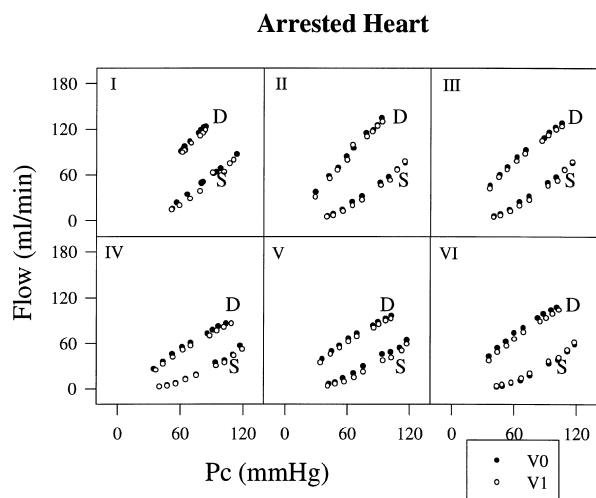 Arrested Heart
Flow (ml/min)
180
120
60
0
180
120
60
0
I
D
S
II
D
S
III
D
S
IV
D
S
V
D
S
VI
D
S
0 60 120
0 60 120
0 60 120
Pc (mmHg)
V0
V1